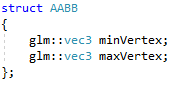 struct AABB
{
    glm::vec3 minVertex;
    glm::vec3 maxVertex;
};